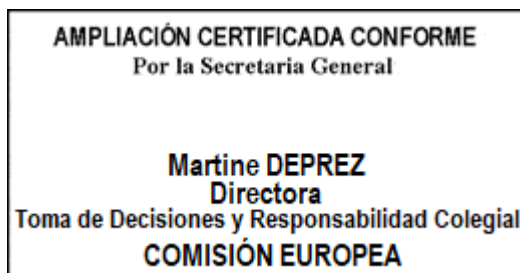 AMPLIACIÓN CERTIFICADA CONFORME
Por la Secretaria General
Martine DEPREZ
Directora
Toma de Decisiones y Responsabilidad Colegial
COMISIÓN EUROPEA